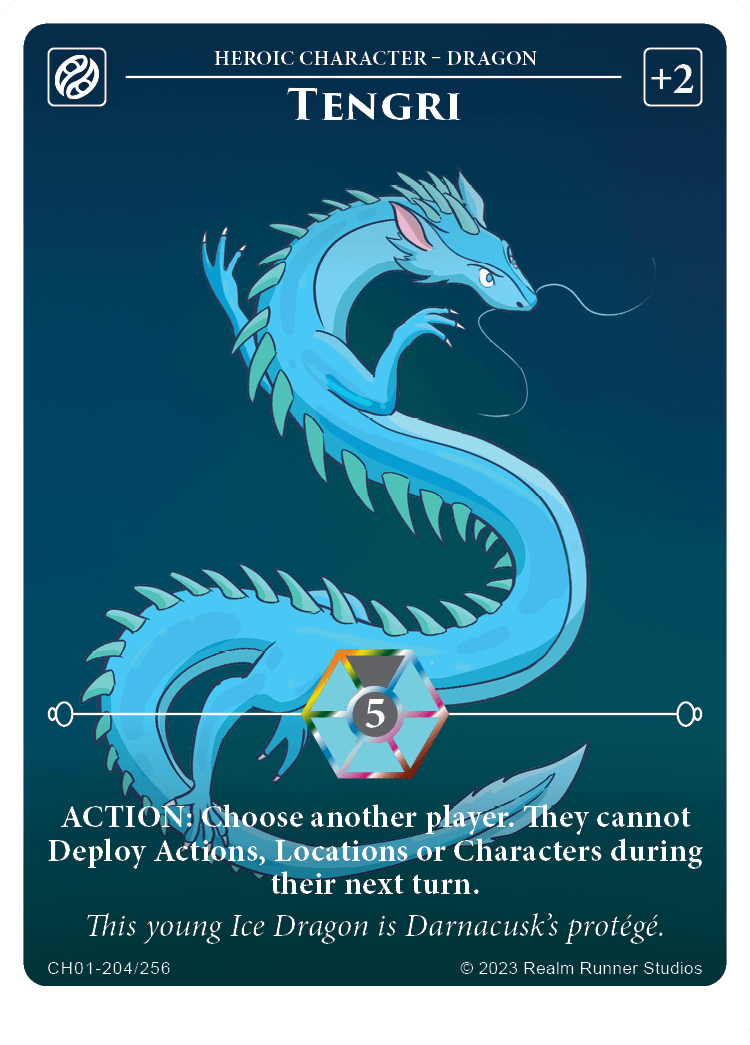 HEROIC CHARACTER – DRAGON
+2
TENGRI
5
ACTION: Choose another player. They cannot
Deploy Actions, Locations or Characters during
their next turn.
This young Ice Dragon is Darnacusk’s protégé.
CH01-204/256
© 2023 Realm Runner Studios